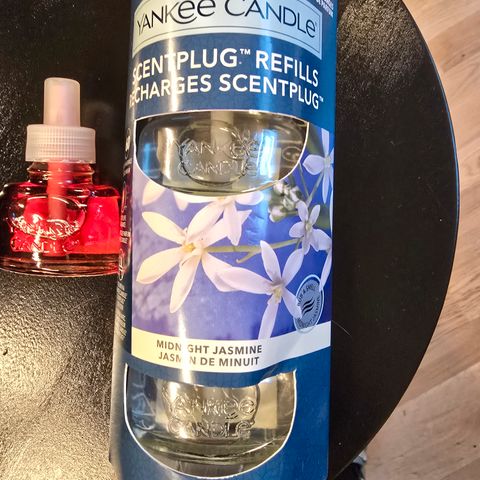 YANKEE CANDLE
SCENTPLUG™ REFILLS
RECHARGES SCENTPLUG™
YANKEE
CANDLE
MIDNIGHT JASMINE
JASMIN DE MINUIT
YANKEE
CANDLE